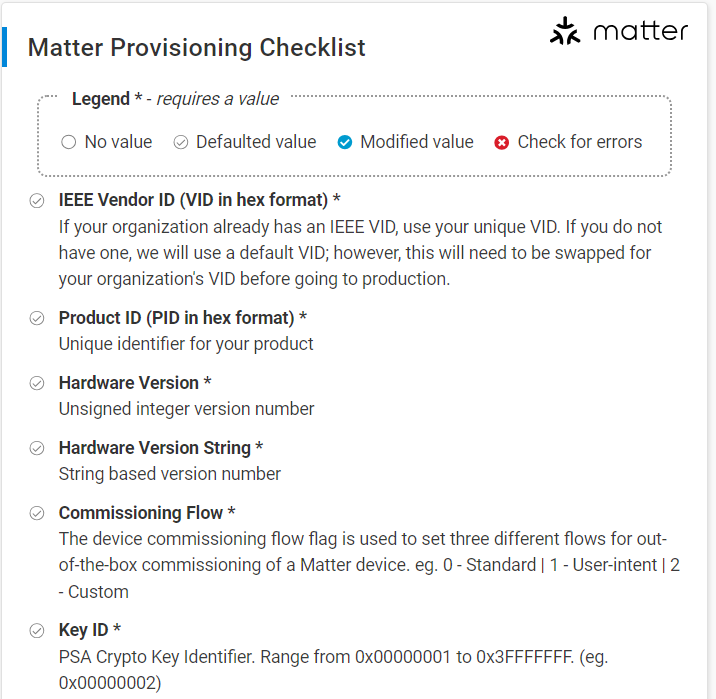 matter
Matter Provisioning Checklist
Legend * - requires a value
No value Defaulted value Modified value Check for errors
IEEE Vendor ID (VID in hex format) *
If your organization already has an IEEE VID, use your unique VID. If you do not
have one, we will use a default VID; however, this will need to be swapped for
your organization's VID before going to production.
Product ID (PID in hex format) *
Unique identifier for your product
Hardware Version *
Unsigned integer version number
Hardware Version String *
String based version number
Commissioning Flow *
The device commissioning flow flag is used to set three different flows for out-
of-the-box commissioning of a Matter device. eg. 0 - Standard | 1 - User-intent | 2
- Custom
Key ID *
PSA Crypto Key Identifier. Range from 0x00000001 to 0x3FFFFFFF. (eg.
0x00000002)